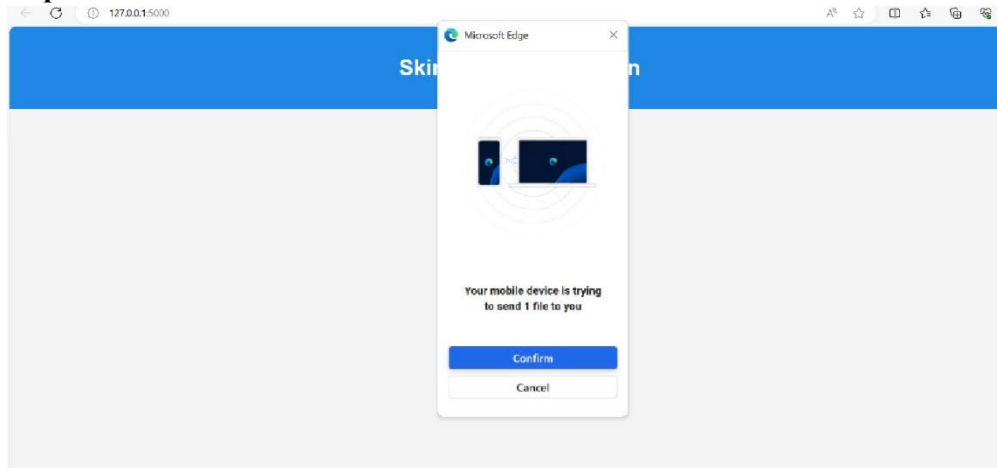 127.0.0.1:5000
Microsoft Edge
Your mobile device is trying
to send 1 file to you
Confirm
Cancel